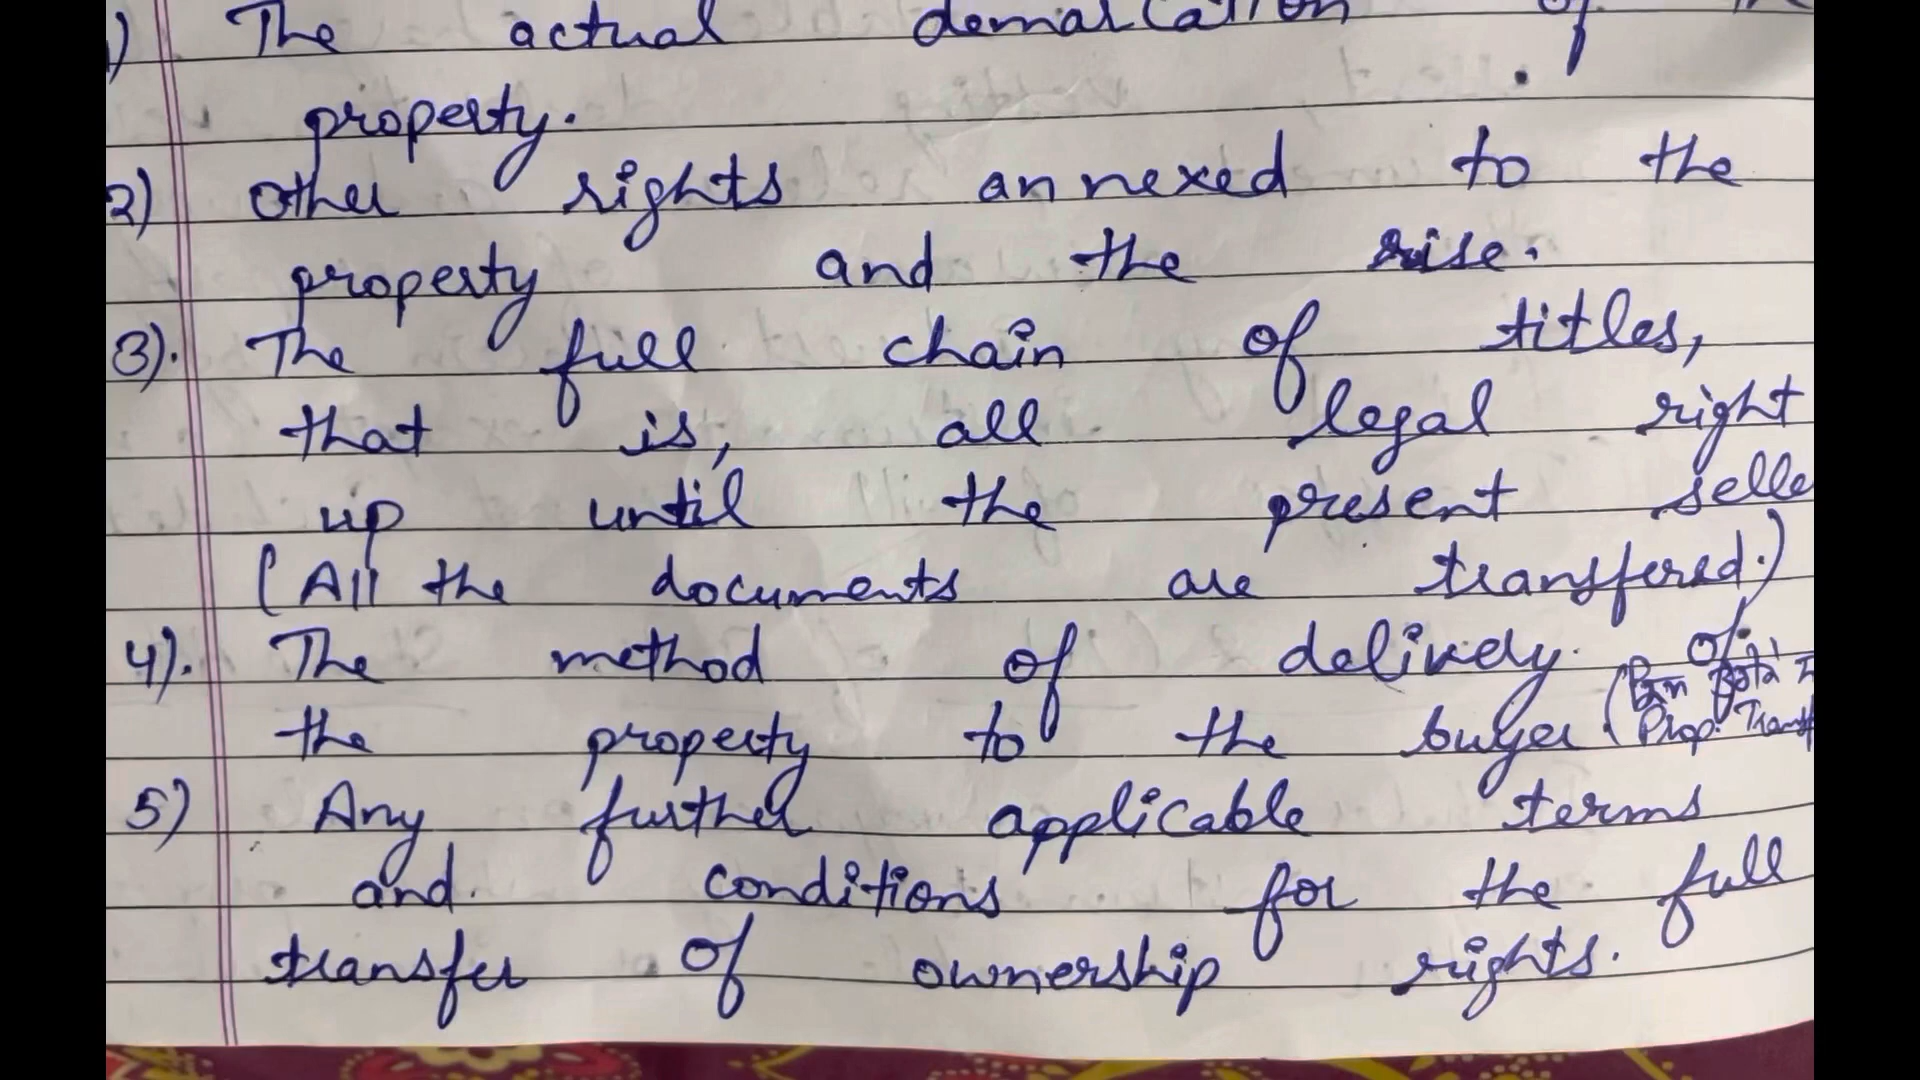 1) The actual demarcation of
property.
2) other rights annexed to the
property and the rise.
3). The full chain of titles,
that is, all legal right
up until the present selle
(All the documents are transferred.)
4). The method of delivery of
the property to the buyer (
Prop. Transf
5) Any further applicable terms
and conditions for the full
transfer of ownership rights.